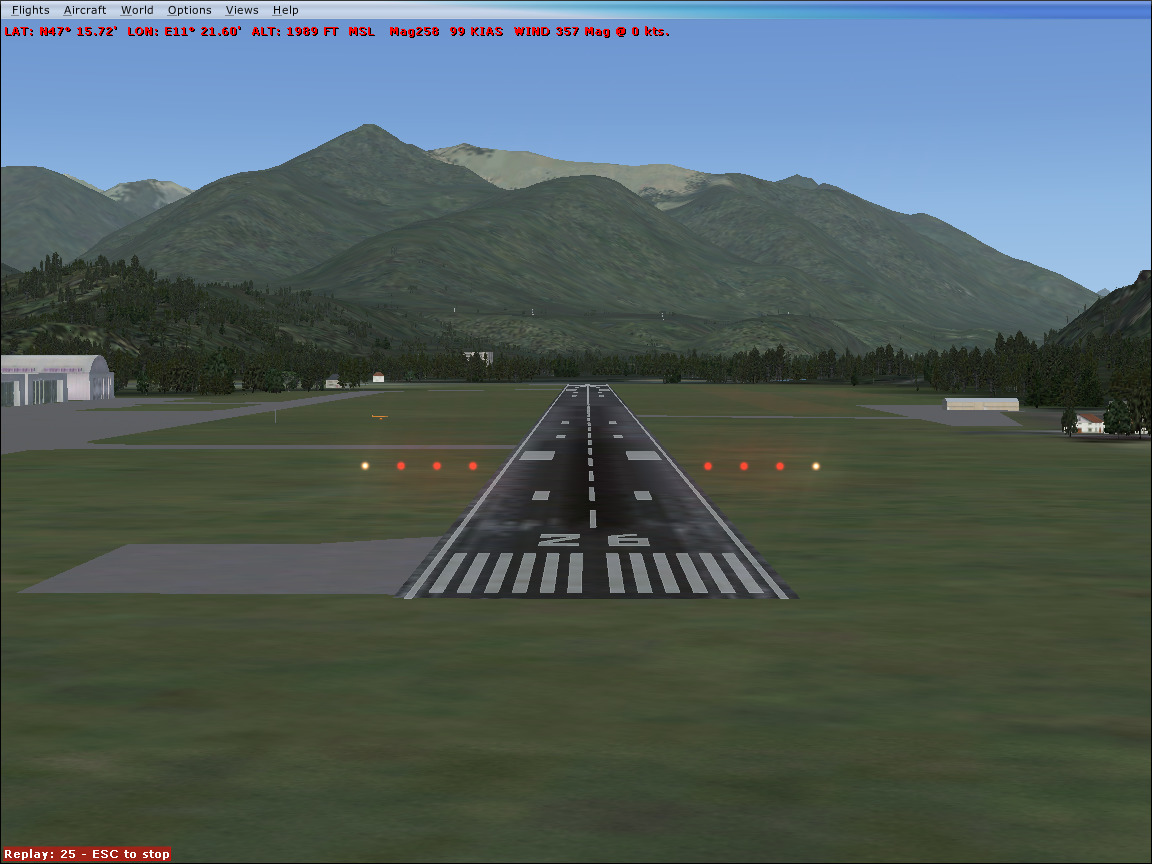 Flights Aircraft World Options Views Help
LAT: N47° 15.72' LON: E11° 21.60' ALT: 1989 FT MSL Mag258 99 KIAS WIND 357 Mag @ 0 kts.
26
Replay: 25 - ESC to stop